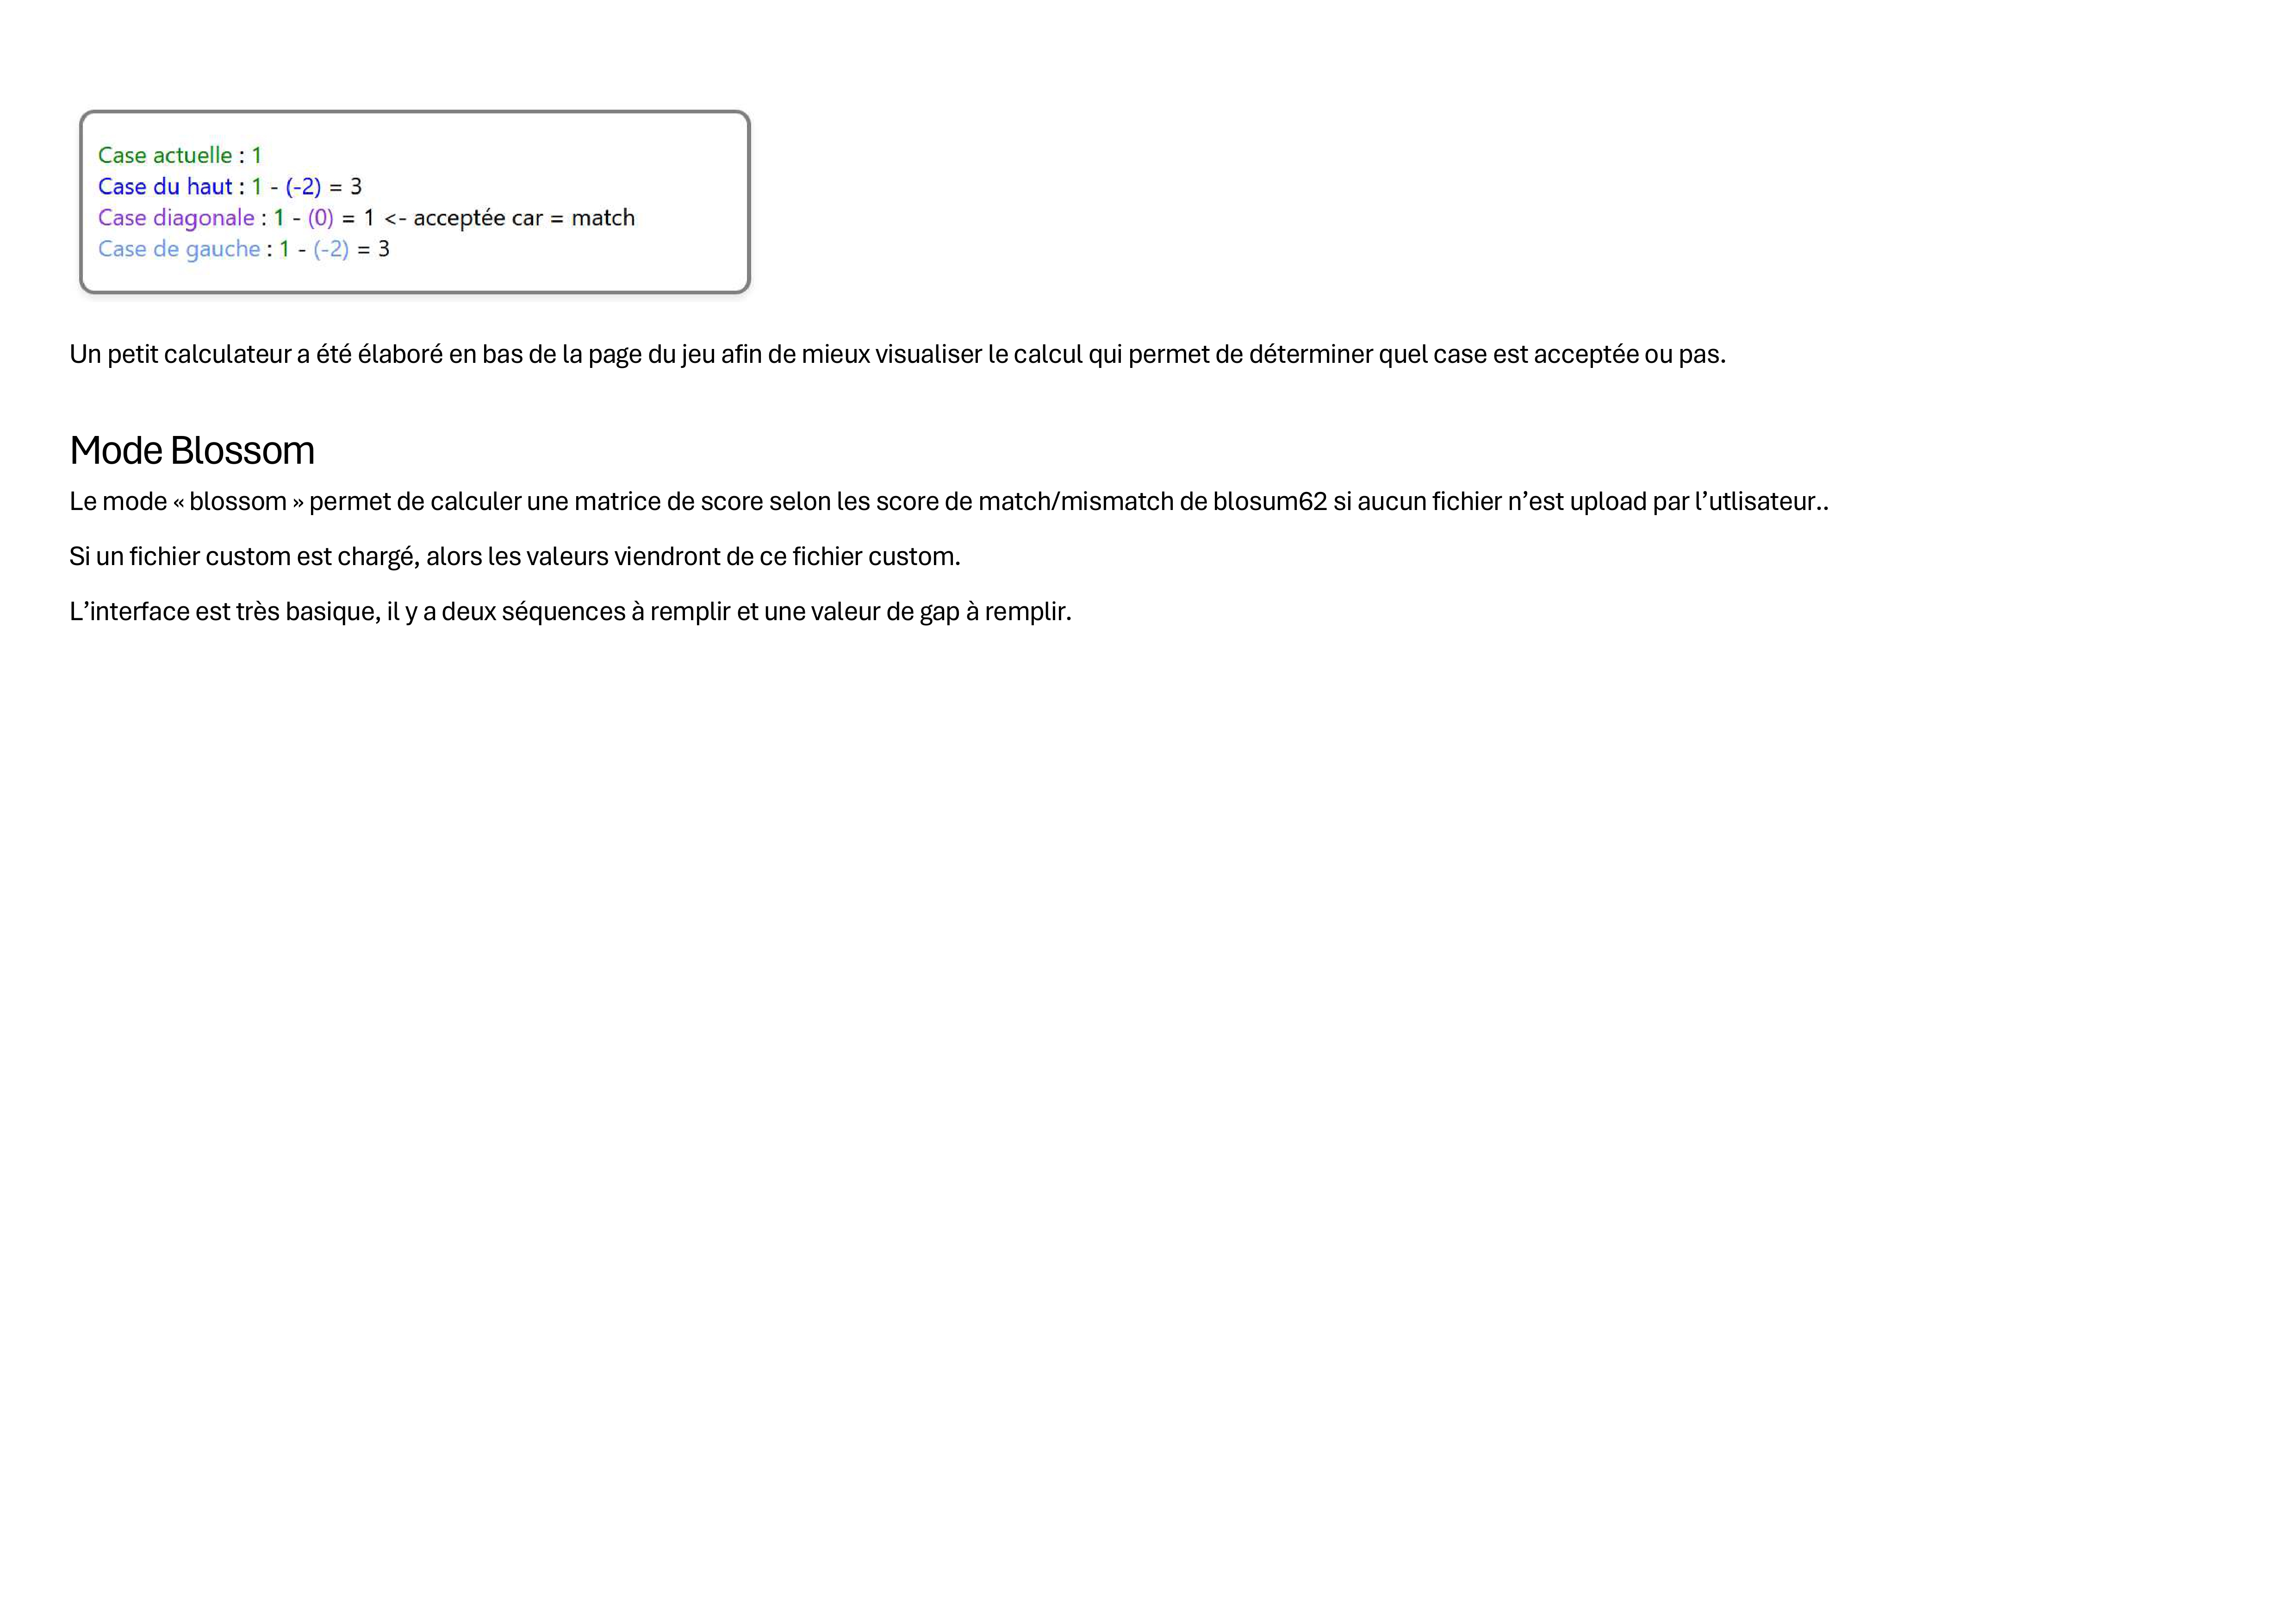 Case actuelle : 1
Case du haut : 1 - (-2) = 3
Case diagonale : 1 - (0) = 1 <- acceptée car = match
Case de gauche : 1 - (-2) = 3
Un petit calculateur a été élaboré en bas de la page du jeu afin de mieux visualiser le calcul qui permet de déterminer quel case est acceptée ou pas.
Mode Blossom
Le mode « blossom » permet de calculer une matrice de score selon les score de match/mismatch de blosum62 si aucun fichier n’est upload par l’utlisateur..
Si un fichier custom est chargé, alors les valeurs viendront de ce fichier custom.
L’interface est très basique, il y a deux séquences à remplir et une valeur de gap à remplir.